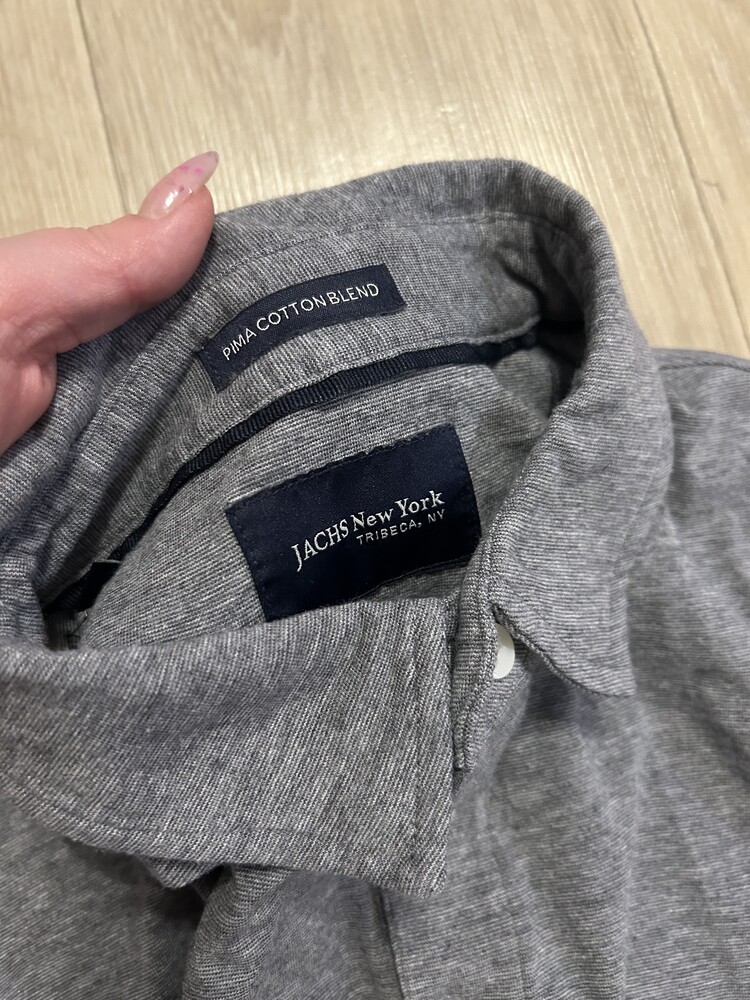 PIMA COTTON BLEND
JACHS New York
TRIBECA, NY